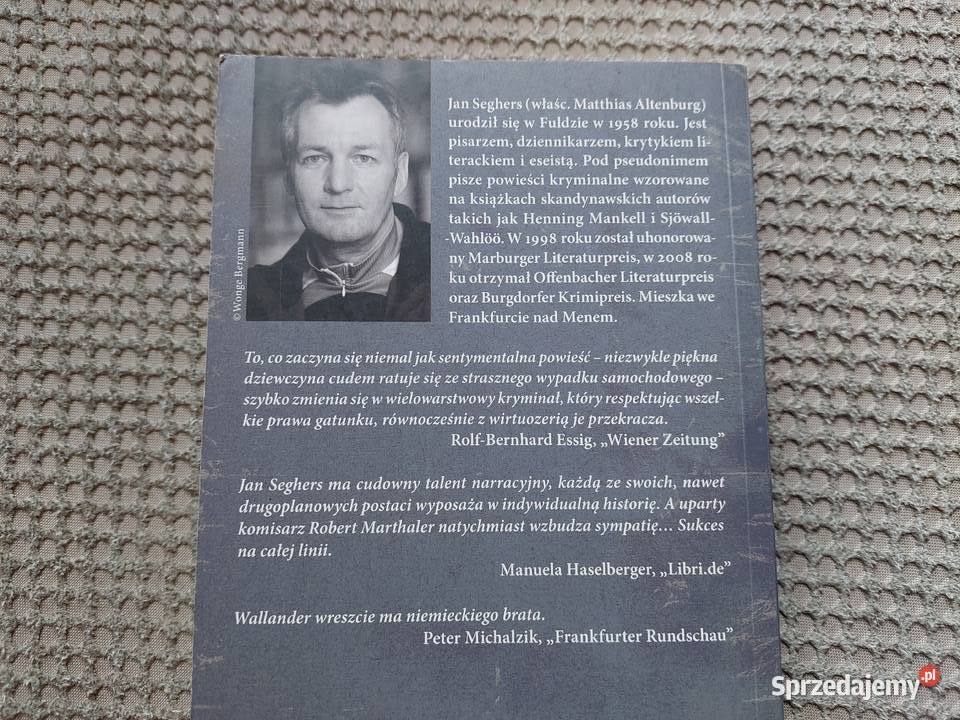 © Wonge Bergmann
Jan Seghers (właśc. Matthias Altenburg)
urodził się w Fuldzie w 1958 roku. Jest
pisarzem, dziennikarzem, krytykiem li-
terackiem i eseistą. Pod pseudonimem
pisze powieści kryminalne wzorowane
na książkach skandynawskich autorów
takich jak Henning Mankell i Sjöwall-
-Wahlöö. W 1998 roku został uhonorowa-
ny Marburger Literaturpreis, w 2008 ro-
ku otrzymał Offenbacher Literaturpreis
oraz Burgdorfer Krimipreis. Mieszka we
Frankfurcie nad Menem.
To, co zaczyna się niemal jak sentymentalna powieść – niezwykle piękna
dziewczyna cudem ratuje się ze strasznego wypadku samochodowego –
szybko zmienia się w wielowarstwowy kryminał, który respektując wszel-
kie prawa gatunku, równocześnie z wirtuozerią je przekracza.
Rolf-Bernhard Essig, „Wiener Zeitung”
Jan Seghers ma cudowny talent narracyjny, każdą ze swoich, nawet
drugoplanowych postaci wyposaża w indywidualną historię. A uparty
komisarz Robert Marthaler natychmiast wzbudza sympatię... Sukces
na całej linii.
Manuela Haselberger, „Libri.de”
Wallander wreszcie ma niemieckiego brata.
Peter Michalzik, „Frankfurter Rundschau”
Sprzedajemy.pl